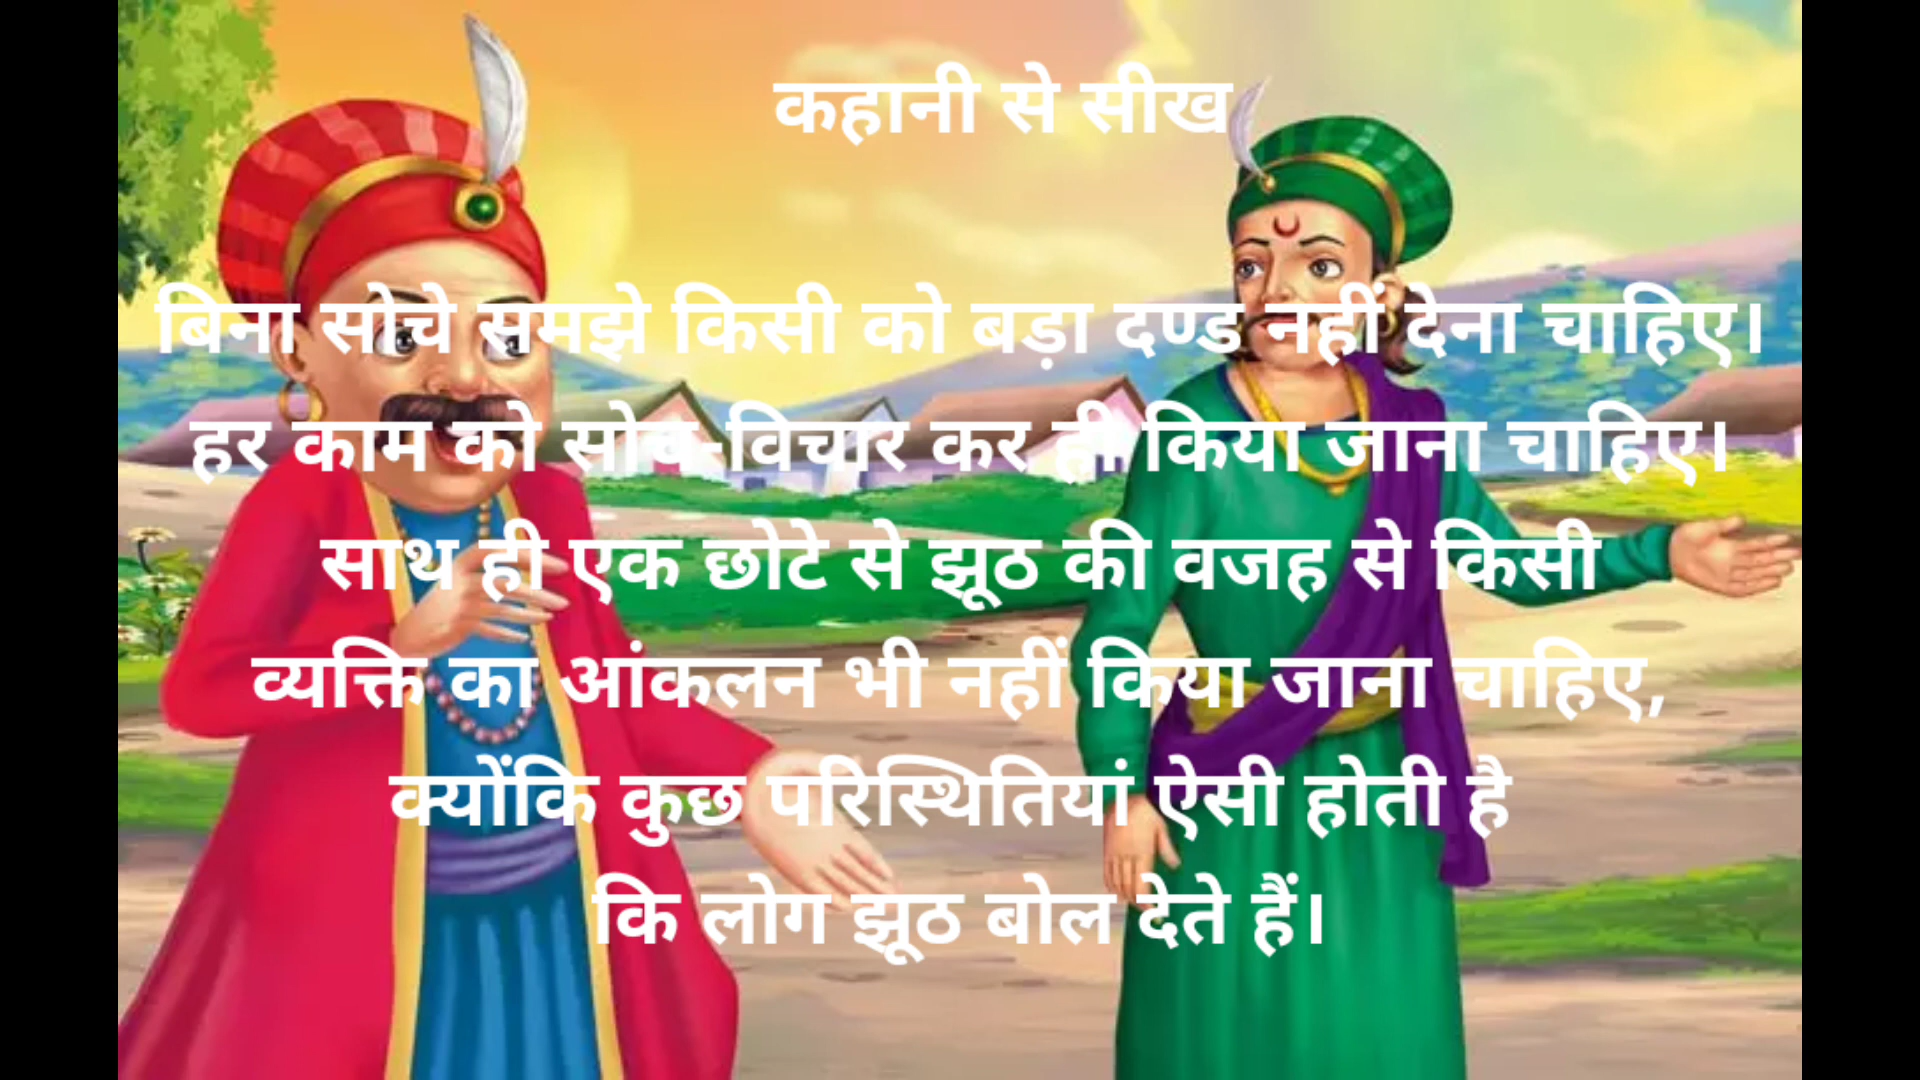 कहानी से सीख
बिना सोचे समझे किसी को बड़ा दण्ड नहीं देना चाहिए।
हर काम को सोच-विचार कर ही किया जाना चाहिए।
साथ ही एक छोटे से झूठ की वजह से किसी
व्यक्ति का आंकलन भी नहीं किया जाना चाहिए,
क्योंकि कुछ परिस्थितियां ऐसी होती है
कि लोग झूठ बोल देते हैं।